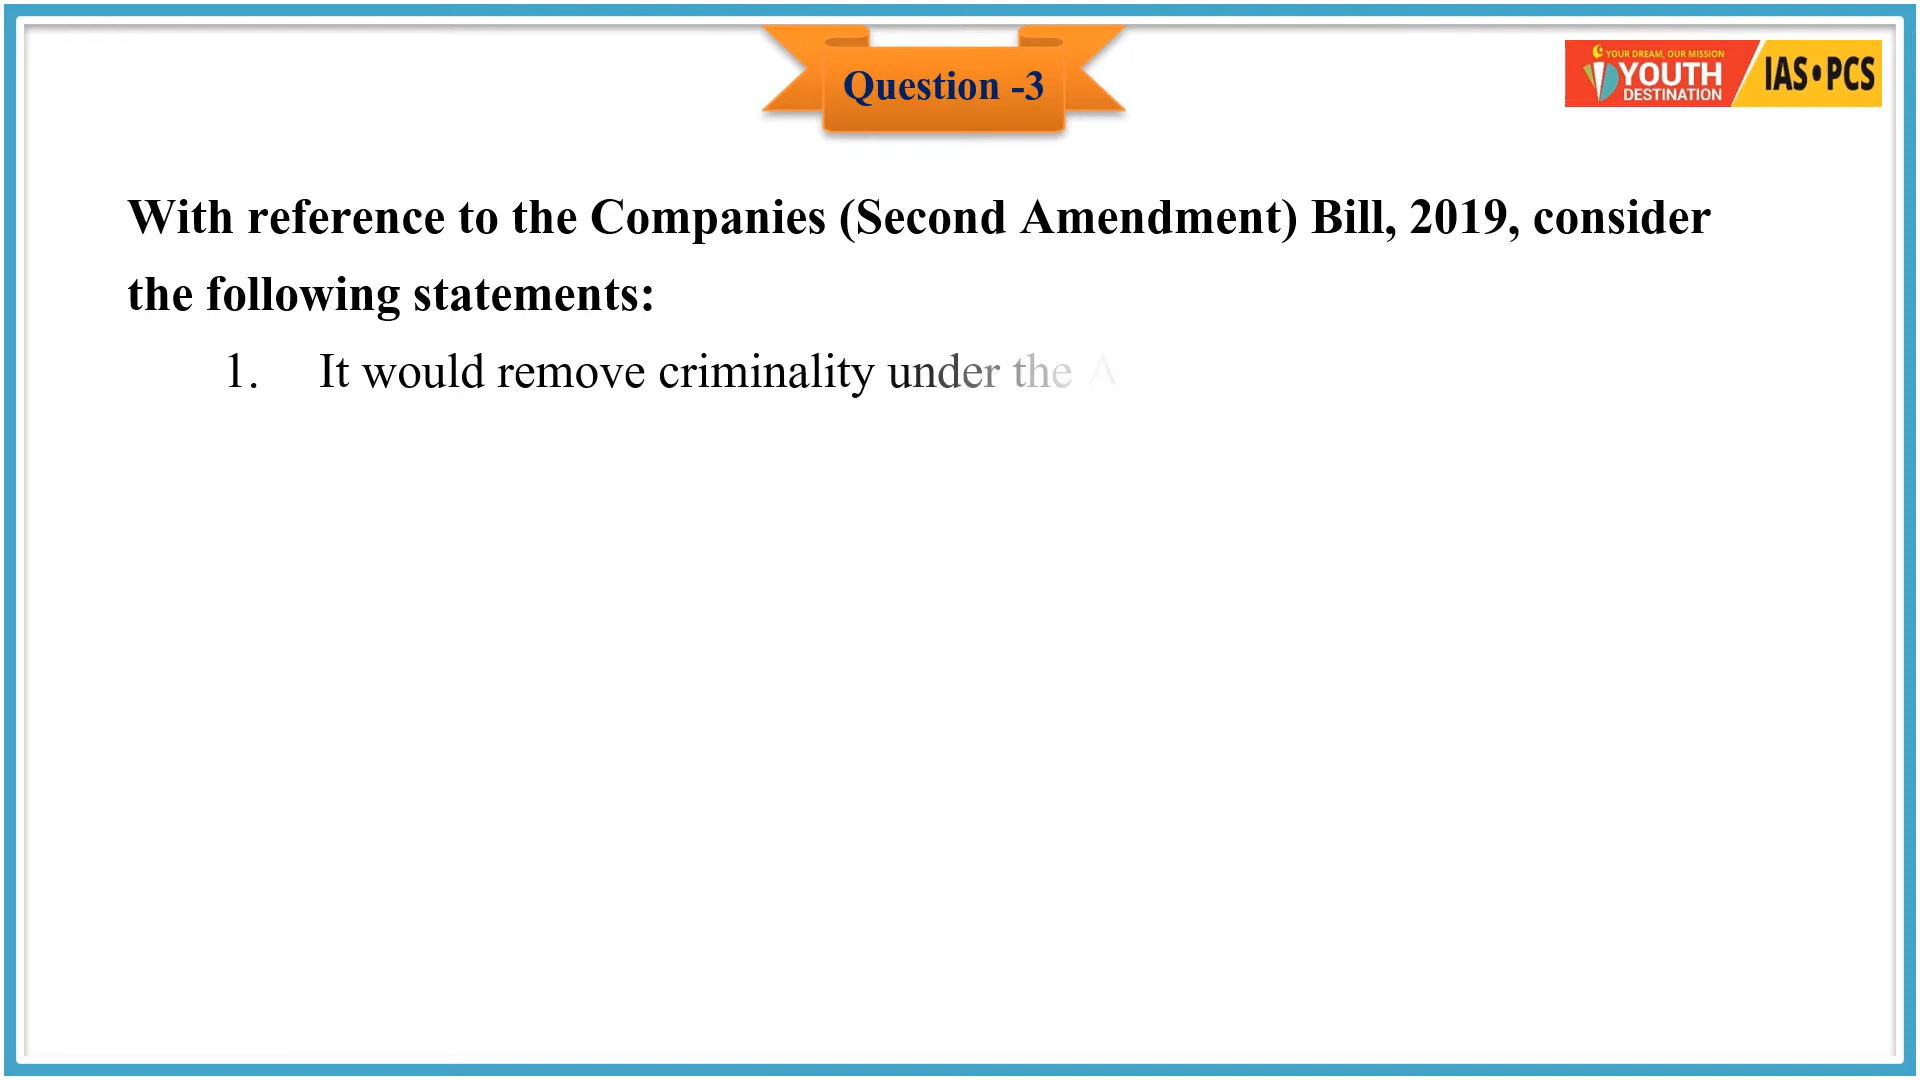 Question -3
YOUR DREAM, OUR MISSION
YOUTH
DESTINATION
IAS•PCS
With reference to the Companies (Second Amendment) Bill, 2019, consider
the following statements:
1. It would remove criminality under the A